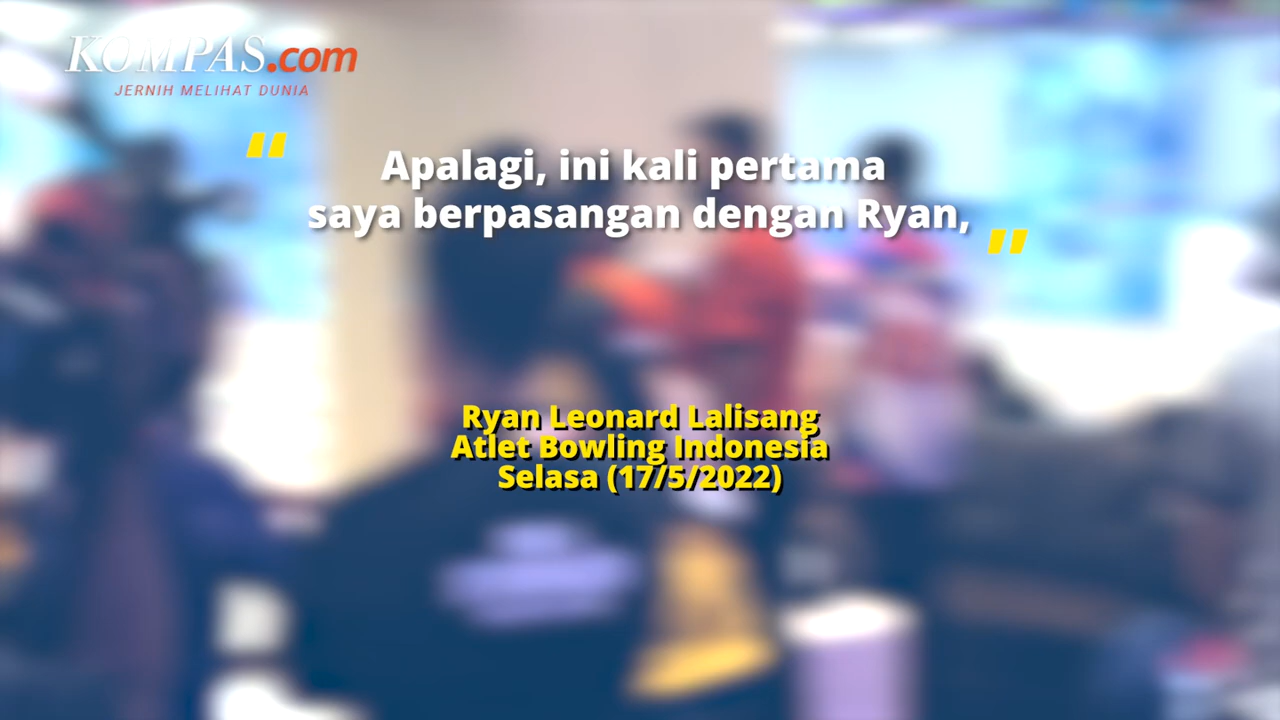 KOMPAS.com
JERNIH MELIHAT DUNIA
"Apalagi, ini kali pertama
saya berpasangan dengan Ryan,"
Ryan Leonard Lalisang
Atlet Bowling Indonesia
Selasa (17/5/2022)